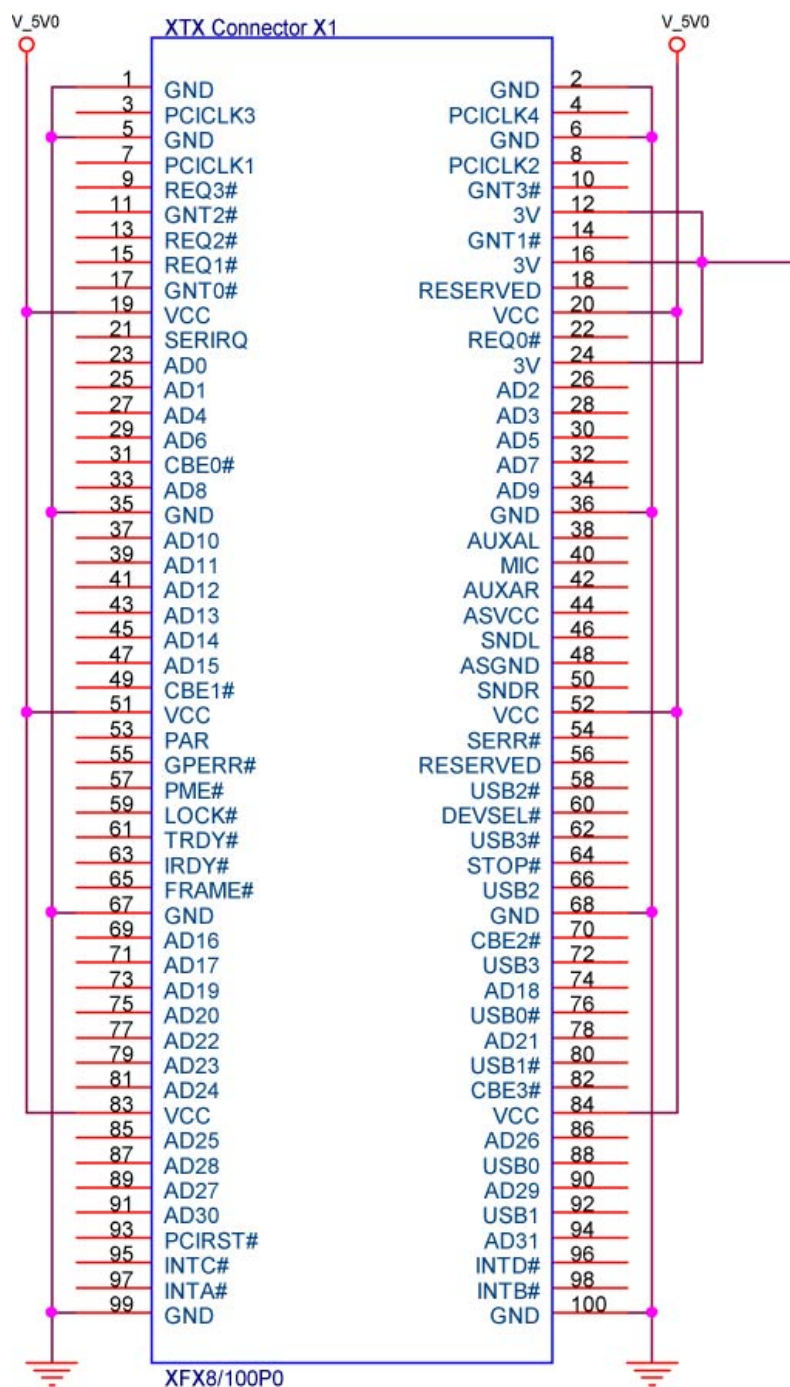 V_5V0 V_5V0
XTX Connector X1
1 GND GND 2
3 PCICLK3 PCICLK4 4
5 GND GND 6
7 PCICLK1 PCICLK2 8
9 REQ3# GNT3# 10
11 GNT2# 3V 12
13 REQ2# GNT1# 14
15 REQ1# 3V 16
17 GNT0# RESERVED 18
19 VCC VCC 20
21 SERIRQ REQ0# 22
23 AD0 3V 24
25 AD1 AD2 26
27 AD4 AD3 28
29 AD6 AD5 30
31 CBE0# AD7 32
33 AD8 AD9 34
35 GND GND 36
37 AD10 AUXAL 38
39 AD11 MIC 40
41 AD12 AUXAR 42
43 AD13 ASVCC 44
45 AD14 SNDL 46
47 AD15 ASGND 48
49 CBE1# SNDR 50
51 VCC VCC 52
53 PAR SERR# 54
55 GPERR# RESERVED 56
57 PME# USB2# 58
59 LOCK# DEVSEL# 60
61 TRDY# USB3# 62
63 IRDY# STOP# 64
65 FRAME# USB2 66
67 GND GND 68
69 AD16 CBE2# 70
71 AD17 USB3 72
73 AD19 AD18 74
75 AD20 USB0# 76
77 AD22 AD21 78
79 AD23 USB1# 80
81 AD24 CBE3# 82
83 VCC VCC 84
85 AD25 AD26 86
87 AD28 USB0 88
89 AD27 AD29 90
91 AD30 USB1 92
93 PCIRST# AD31 94
95 INTC# INTD# 96
97 INTA# INTB# 98
99 GND GND 100
XFX8/100P0